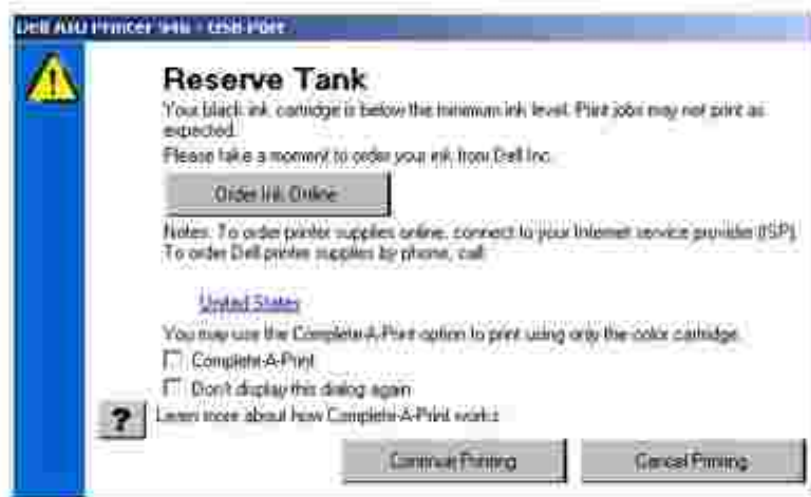 Dell AIO Printer 946 - USB Port
Reserve Tank
Your black ink cartridge is below the minimum ink level. Print jobs may not print as
expected.
Please take a moment to order your ink from Dell Inc.
Order Ink Online
Notes: To order printer supplies online, connect to your Internet service provider (ISP).
To order Dell printer supplies by phone, call:
United States
You may use the Complete-A-Print option to print using only the color cartridge.
Complete-A-Print
Don't display this dialog again
? Learn more about how Complete-A-Print works
Continue Printing
Cancel Printing